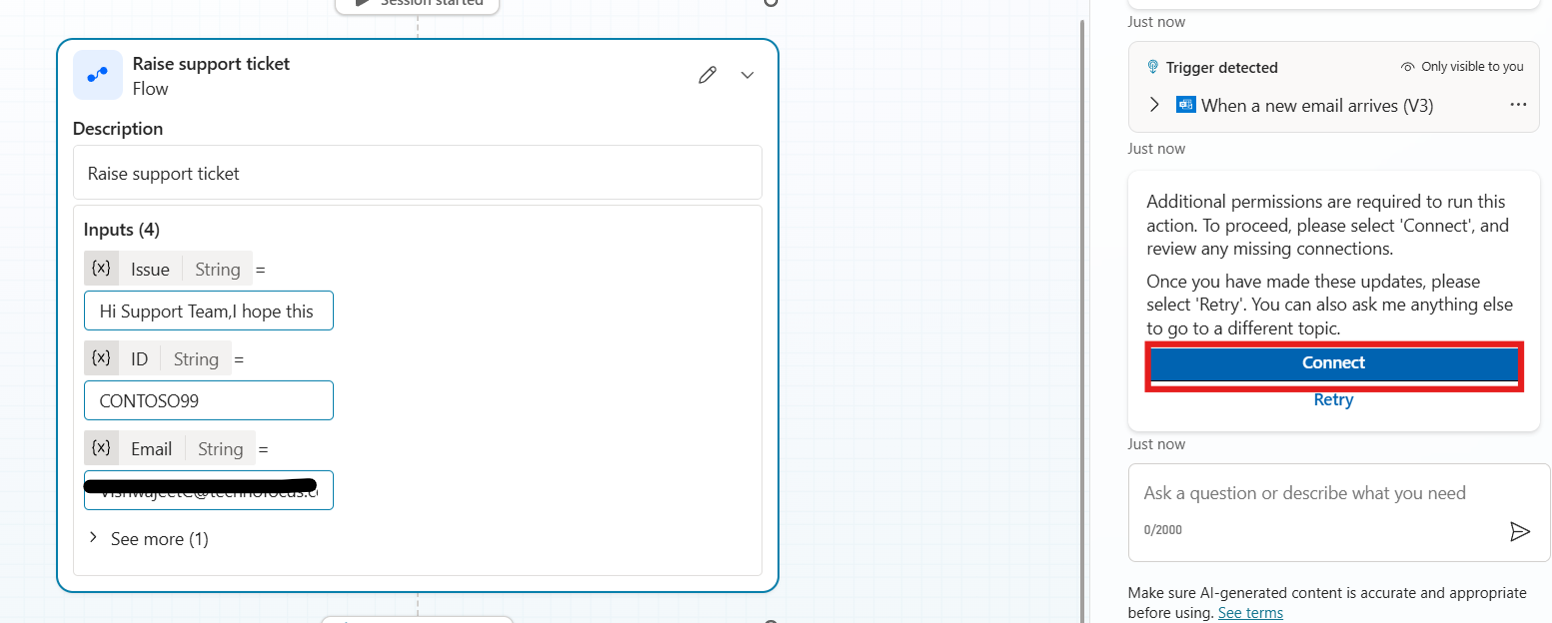 Session started
Raise support ticket
Flow
Description
Raise support ticket
Inputs (4)
{x} Issue String =
Hi Support Team,I hope this
{x} ID String =
CONTOSO99
{x} Email String =
See more (1)
Just now
Trigger detected
Only visible to you
When a new email arrives (V3)
Just now
Additional permissions are required to run this
action. To proceed, please select 'Connect', and
review any missing connections.
Once you have made these updates, please
select 'Retry'. You can also ask me anything else
to go to a different topic.
Connect
Retry
Just now
Ask a question or describe what you need
0/2000
Make sure AI-generated content is accurate and appropriate
before using. See terms